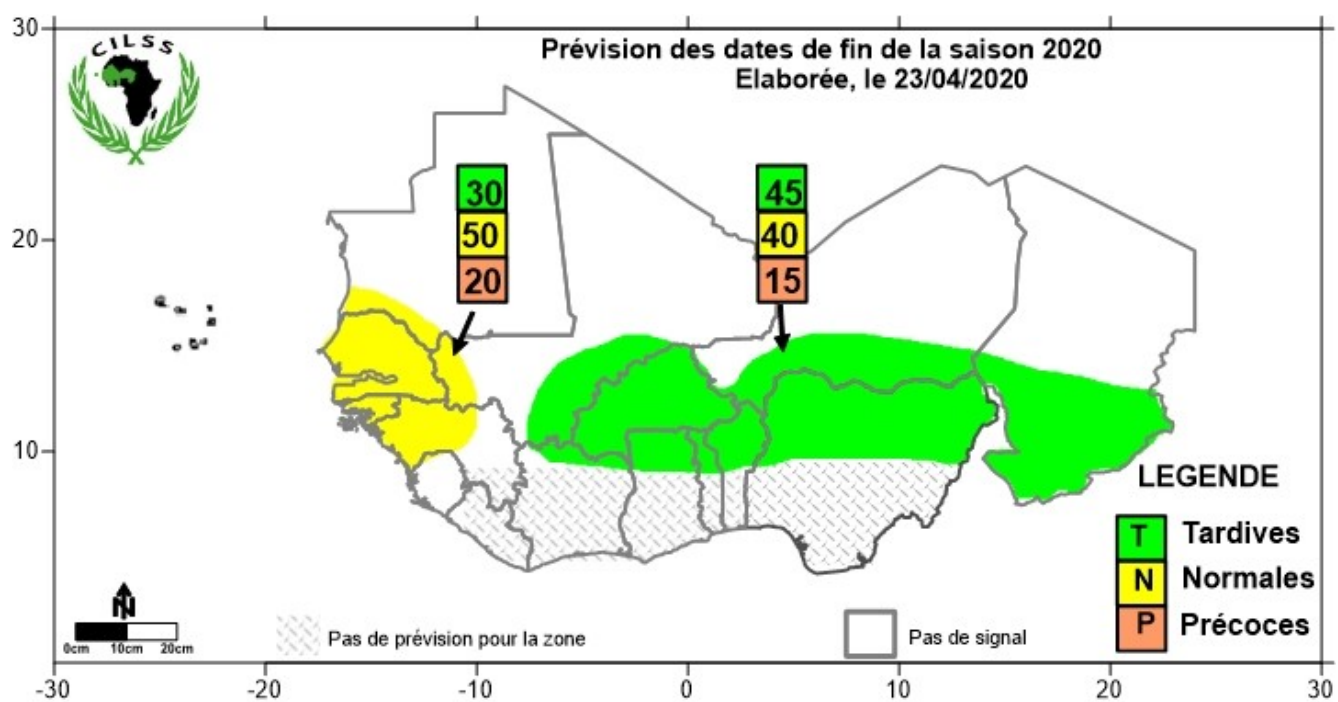 30
CILSS
Prévision des dates de fin de la saison 2020
Elaborée, le 23/04/2020
30
50
20
45
40
15
20
10
LEGENDE
T Tardives
N Normales
P Précoces
N
0cm 10cm 20cm
Pas de prévision pour la zone
Pas de signal
-30 -20 -10 0 10 20 30